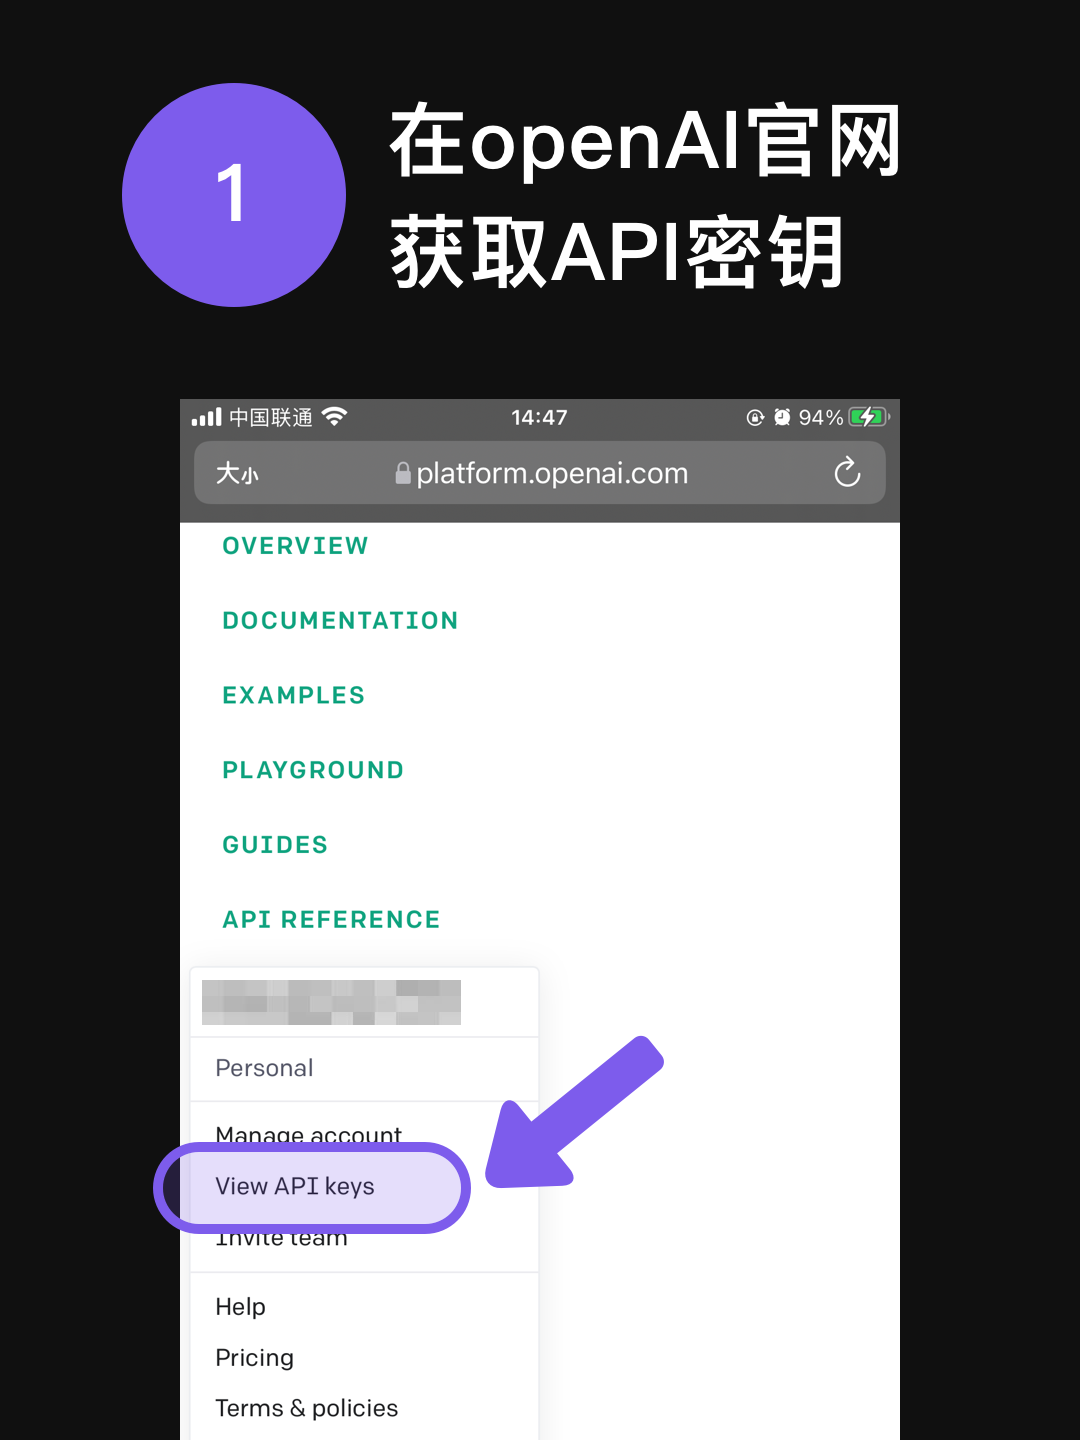 1
在openAI官网
获取API密钥
中国联通 14:47 94%
大小 platform.openai.com
OVERVIEW
DOCUMENTATION
EXAMPLES
PLAYGROUND
GUIDES
API REFERENCE
Personal
Manage account
View API keys
Invite team
Help
Pricing
Terms & policies